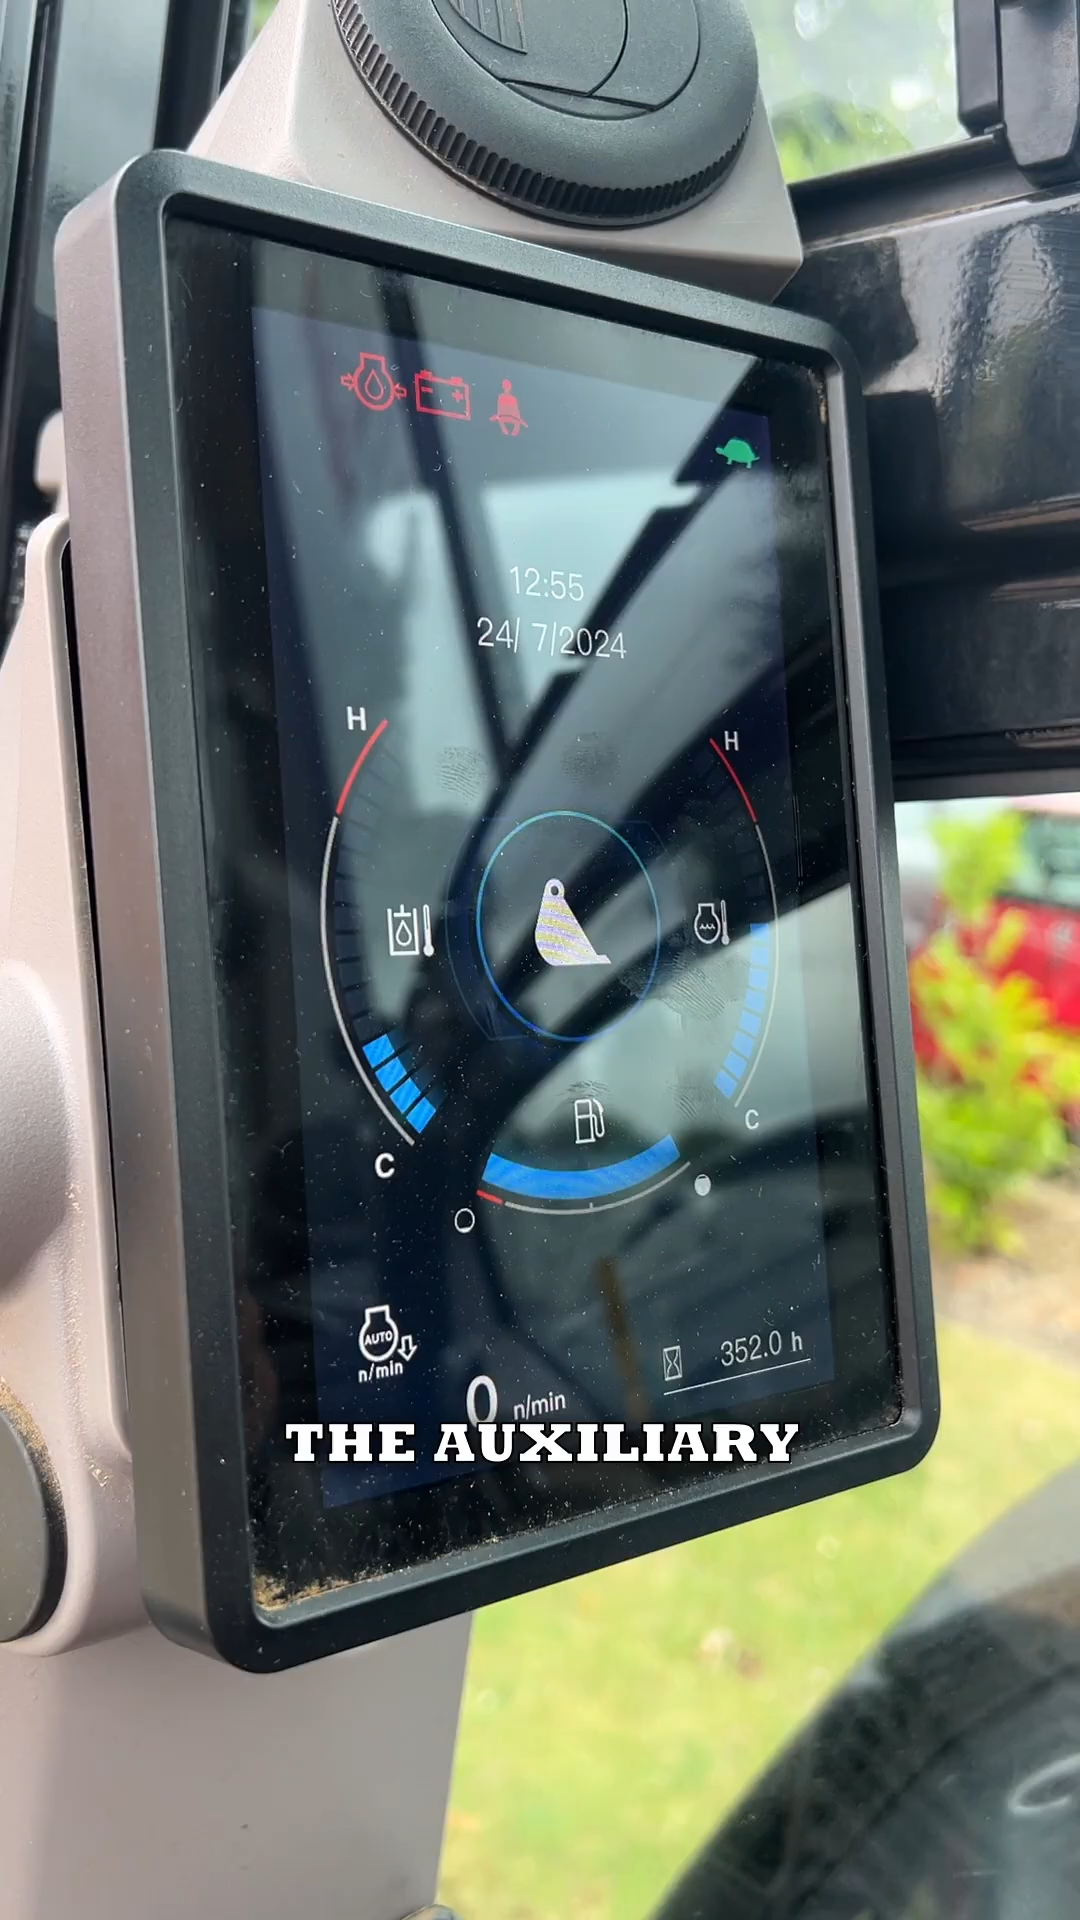 12:55
24/ 7/2024
H
H
C
C
AUTO
n/min
352.0 h
0 n/min
THE AUXILIARY